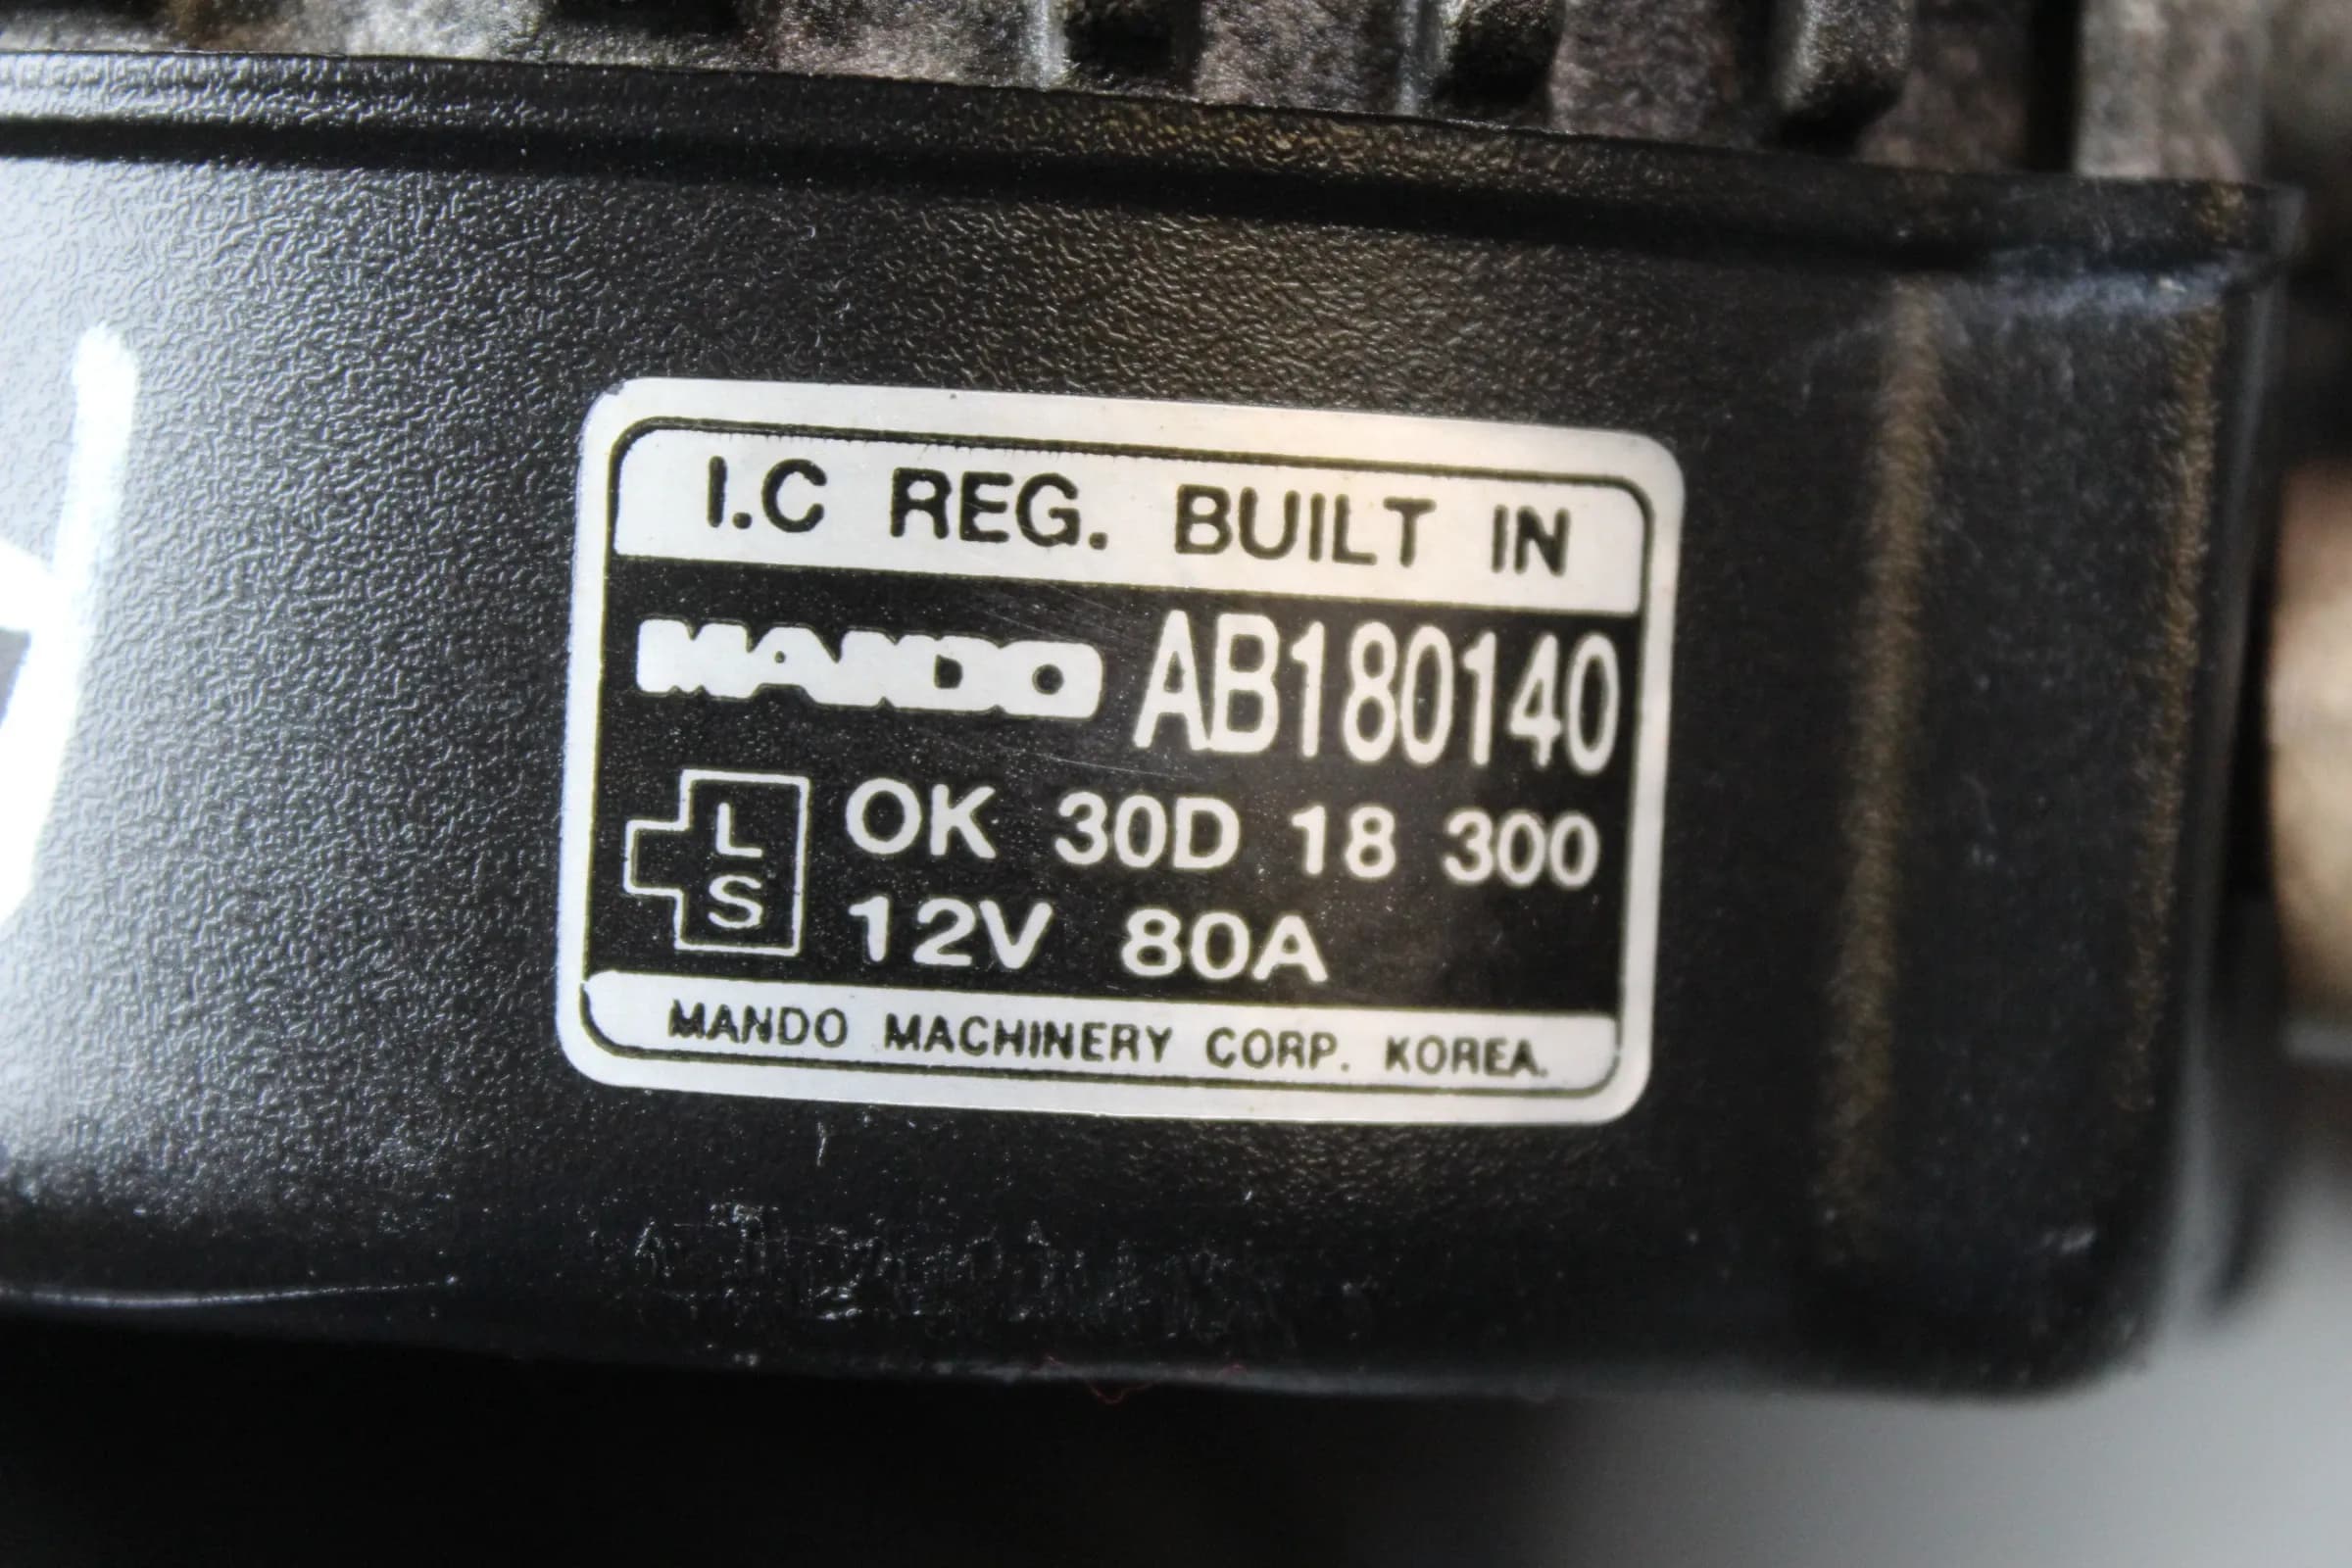 I.C REG. BUILT IN
MANDO AB180140
L
S
OK 30D 18 300
12V 80A
MANDO MACHINERY CORP. KOREA.